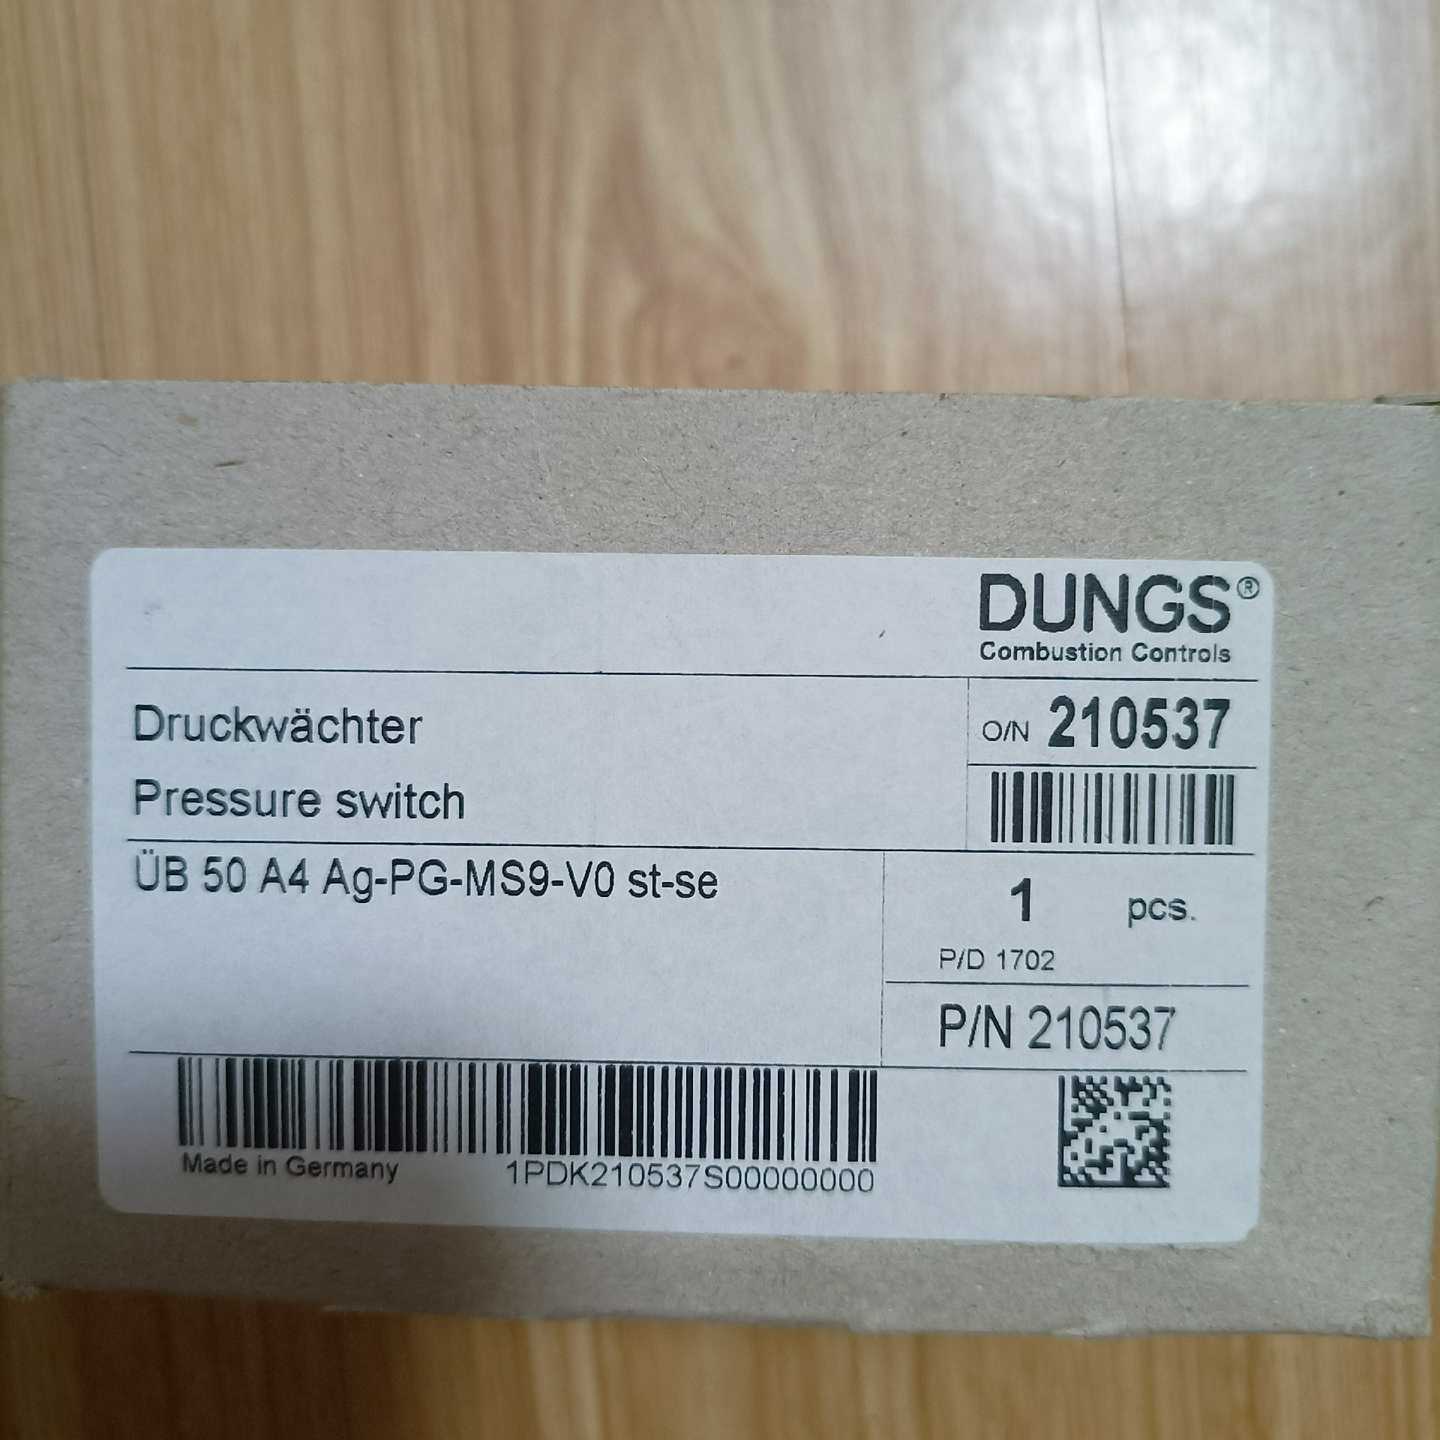 DUNGS®
Combustion Controls
Druckwächter
Pressure switch
O/N 210537
ÜB 50 A4 Ag-PG-MS9-V0 st-se
1 pcs.
P/D 1702
P/N 210537
Made in Germany
1PDK210537S00000000